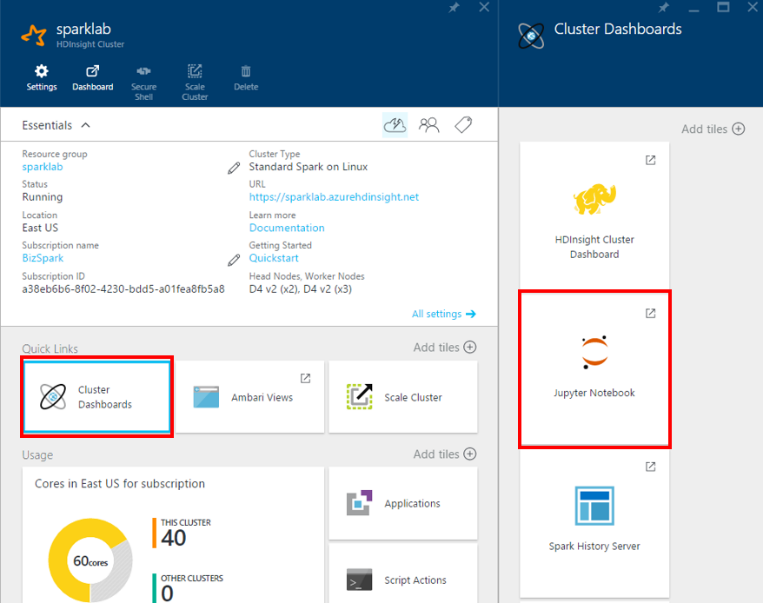 sparklab
HDInsight Cluster
Settings
Dashboard
Secure
Shell
Scale
Cluster
Delete
Essentials
Resource group
sparklab
Status
Running
Location
East US
Subscription name
BizSpark
Subscription ID
a38eb6b6-8f02-4230-bdd5-a01fea8fb5a8
Cluster Type
Standard Spark on Linux
URL
https://sparklab.azurehdinsight.net
Learn more
Documentation
Getting Started
Quickstart
Head Nodes, Worker Nodes
D4 v2 (x2), D4 v2 (x3)
All settings
Quick Links
Add tiles
Cluster
Dashboards
Ambari Views
Scale Cluster
Usage
Add tiles
Cores in East US for subscription
60cores
THIS CLUSTER
40
OTHER CLUSTERS
0
Applications
Script Actions
Cluster Dashboards
Add tiles
HDInsight Cluster
Dashboard
Jupyter Notebook
Spark History Server